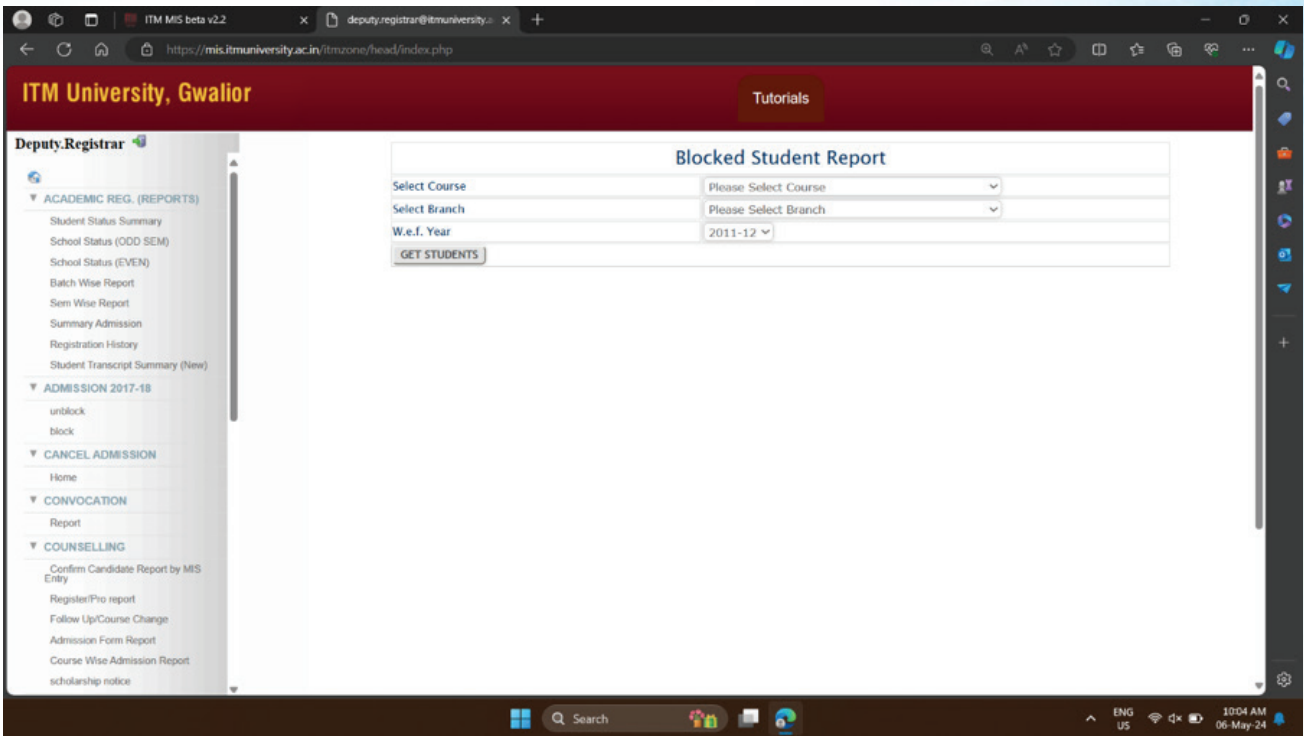 ITM MIS beta v2.2
deputy.registrar@itmuniversity.a
https://mis.itmuniversity.ac.in/itmzone/head/index.php
ITM University, Gwalior
Tutorials
Deputy.Registrar
ACADEMIC REG. (REPORTS)
Student Status Summary
School Status (ODD SEM)
School Status (EVEN)
Batch Wise Report
Sem Wise Report
Summary Admission
Registration History
Student Transcript Summary (New)
ADMISSION 2017-18
unblock
block
CANCEL ADMISSION
Home
CONVOCATION
Report
COUNSELLING
Confirm Candidate Report by MIS
Entry
Register/Pro report
Follow Up/Course Change
Admission Form Report
Course Wise Admission Report
scholarship notice
Blocked Student Report
Select Course Please Select Course
Select Branch Please Select Branch
W.e.f. Year 2011-12
GET STUDENTS
Search
ENG
US
10:04 AM
06-May-24